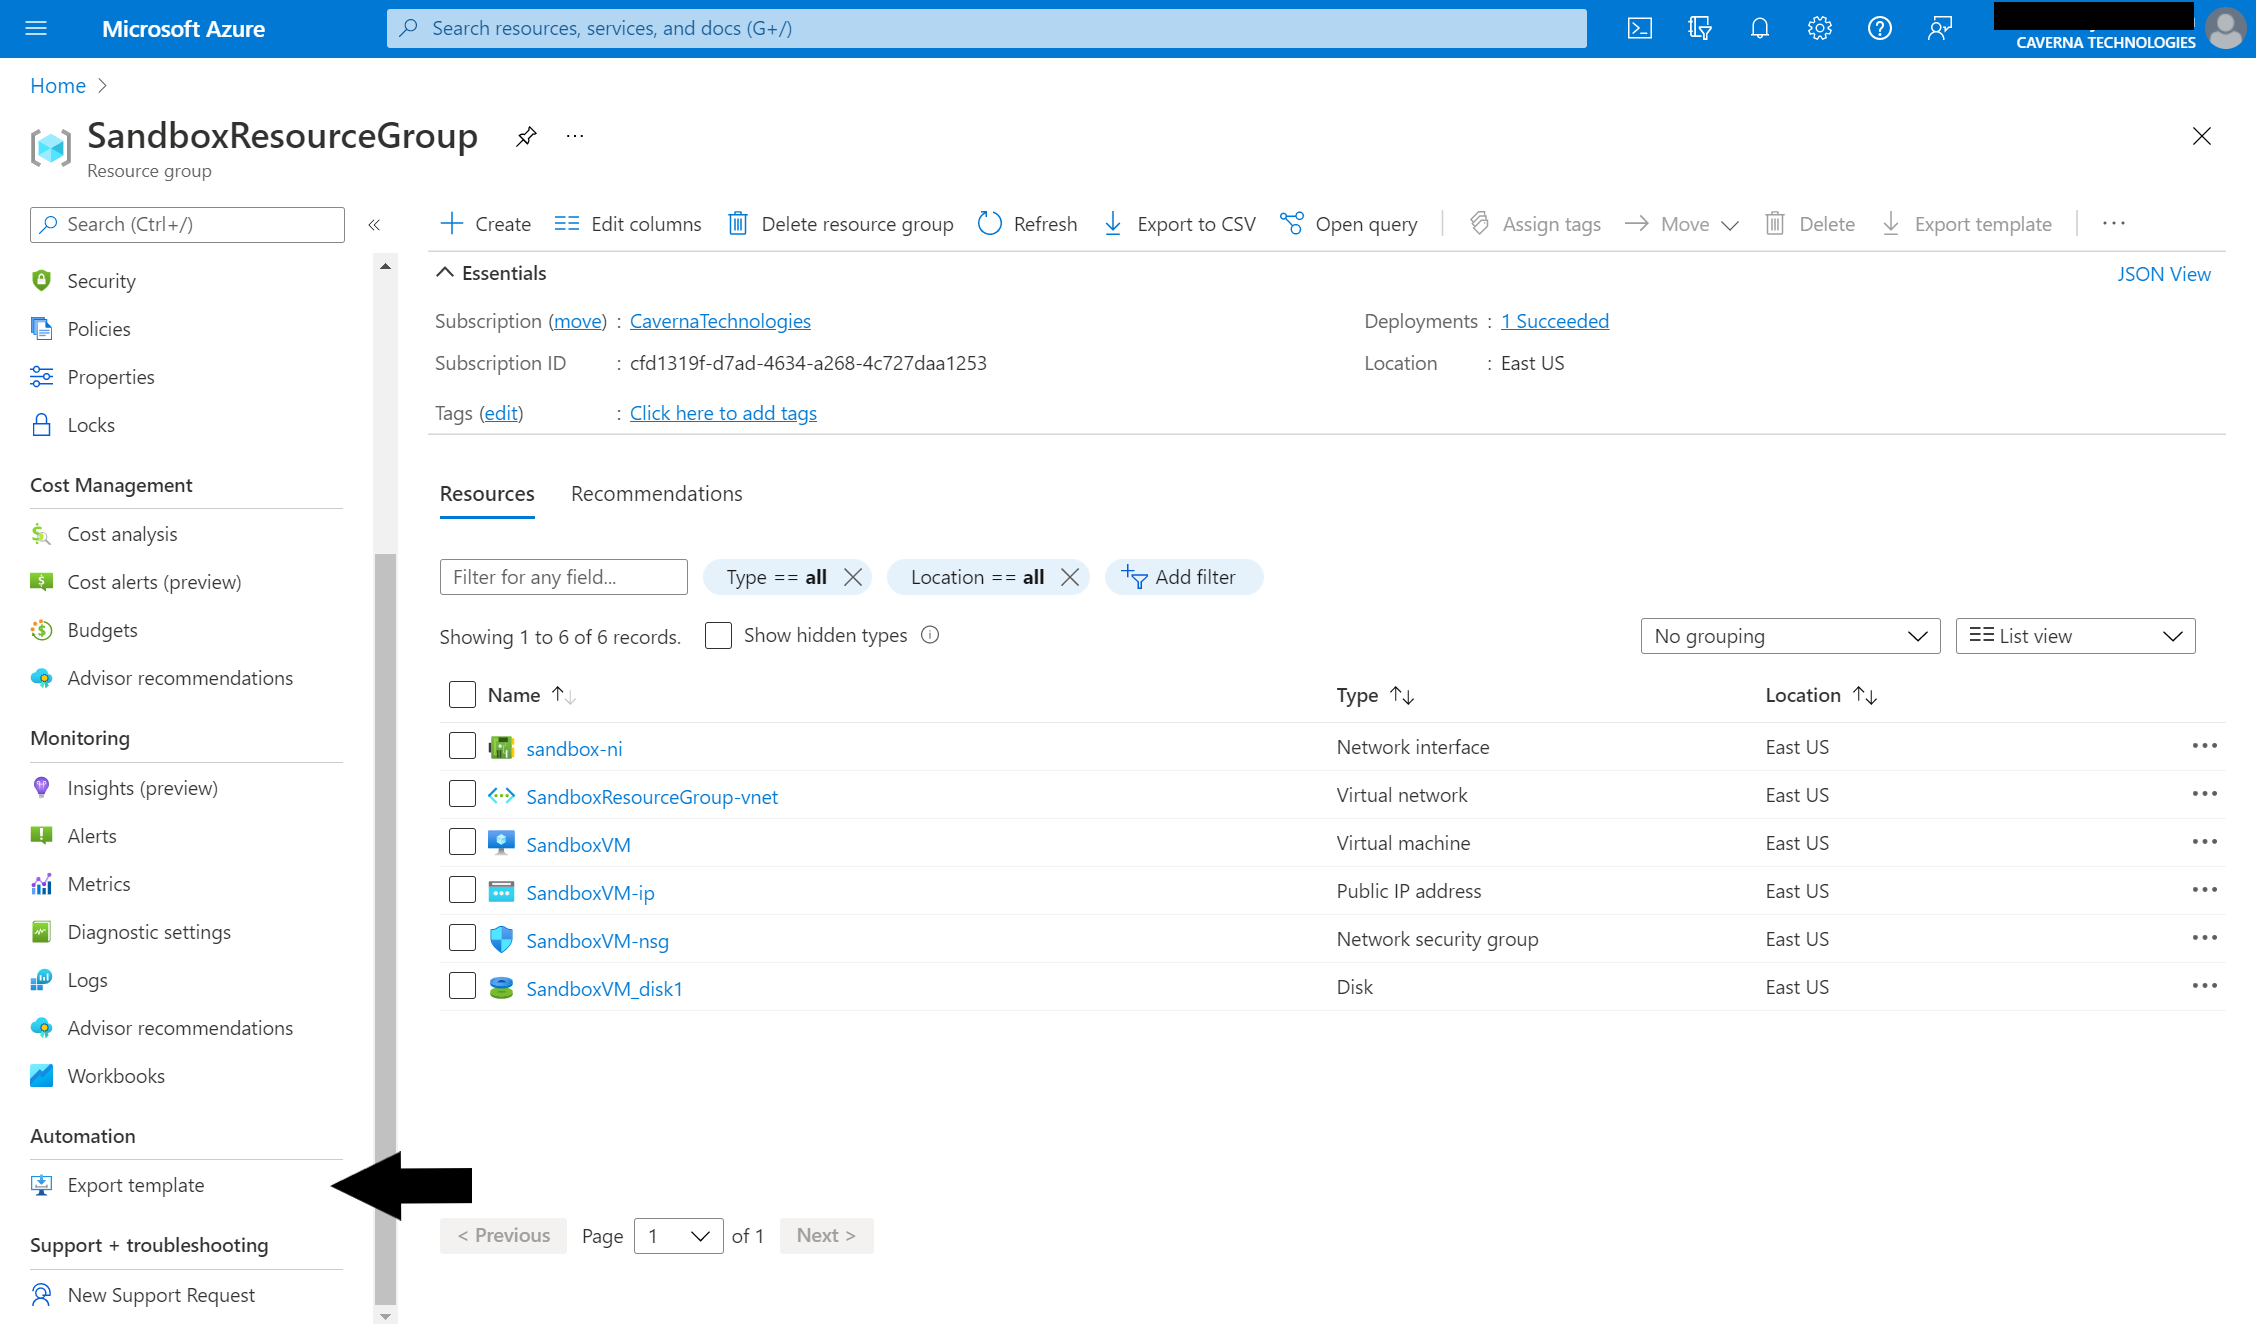 Microsoft Azure
Search resources, services, and docs (G+/)
CAVERNA TECHNOLOGIES
Home
SandboxResourceGroup
Resource group
Search (Ctrl+/)
Security
Policies
Properties
Locks
Cost Management
Cost analysis
Cost alerts (preview)
Budgets
Advisor recommendations
Monitoring
Insights (preview)
Alerts
Metrics
Diagnostic settings
Logs
Advisor recommendations
Workbooks
Automation
Export template
Support + troubleshooting
New Support Request
Create Edit columns Delete resource group Refresh Export to CSV Open query Assign tags Move Delete Export template
Essentials JSON View
Subscription (move) : CavernaTechnologies Deployments : 1 Succeeded
Subscription ID : cfd1319f-d7ad-4634-a268-4c727daa1253 Location : East US
Tags (edit) : Click here to add tags
Resources Recommendations
Filter for any field... Type == all Location == all Add filter
Showing 1 to 6 of 6 records. Show hidden types No grouping List view
Name Type Location
sandbox-ni Network interface East US
SandboxResourceGroup-vnet Virtual network East US
SandboxVM Virtual machine East US
SandboxVM-ip Public IP address East US
SandboxVM-nsg Network security group East US
SandboxVM_disk1 Disk East US
< Previous Page 1 of 1 Next >